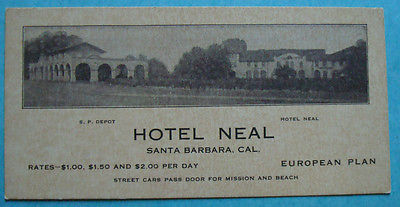 S. P. DEPOT HOTEL NEAL
HOTEL NEAL
SANTA BARBARA, CAL.
RATES—$1.00, $1.50 AND $2.00 PER DAY EUROPEAN PLAN
STREET CARS PASS DOOR FOR MISSION AND BEACH